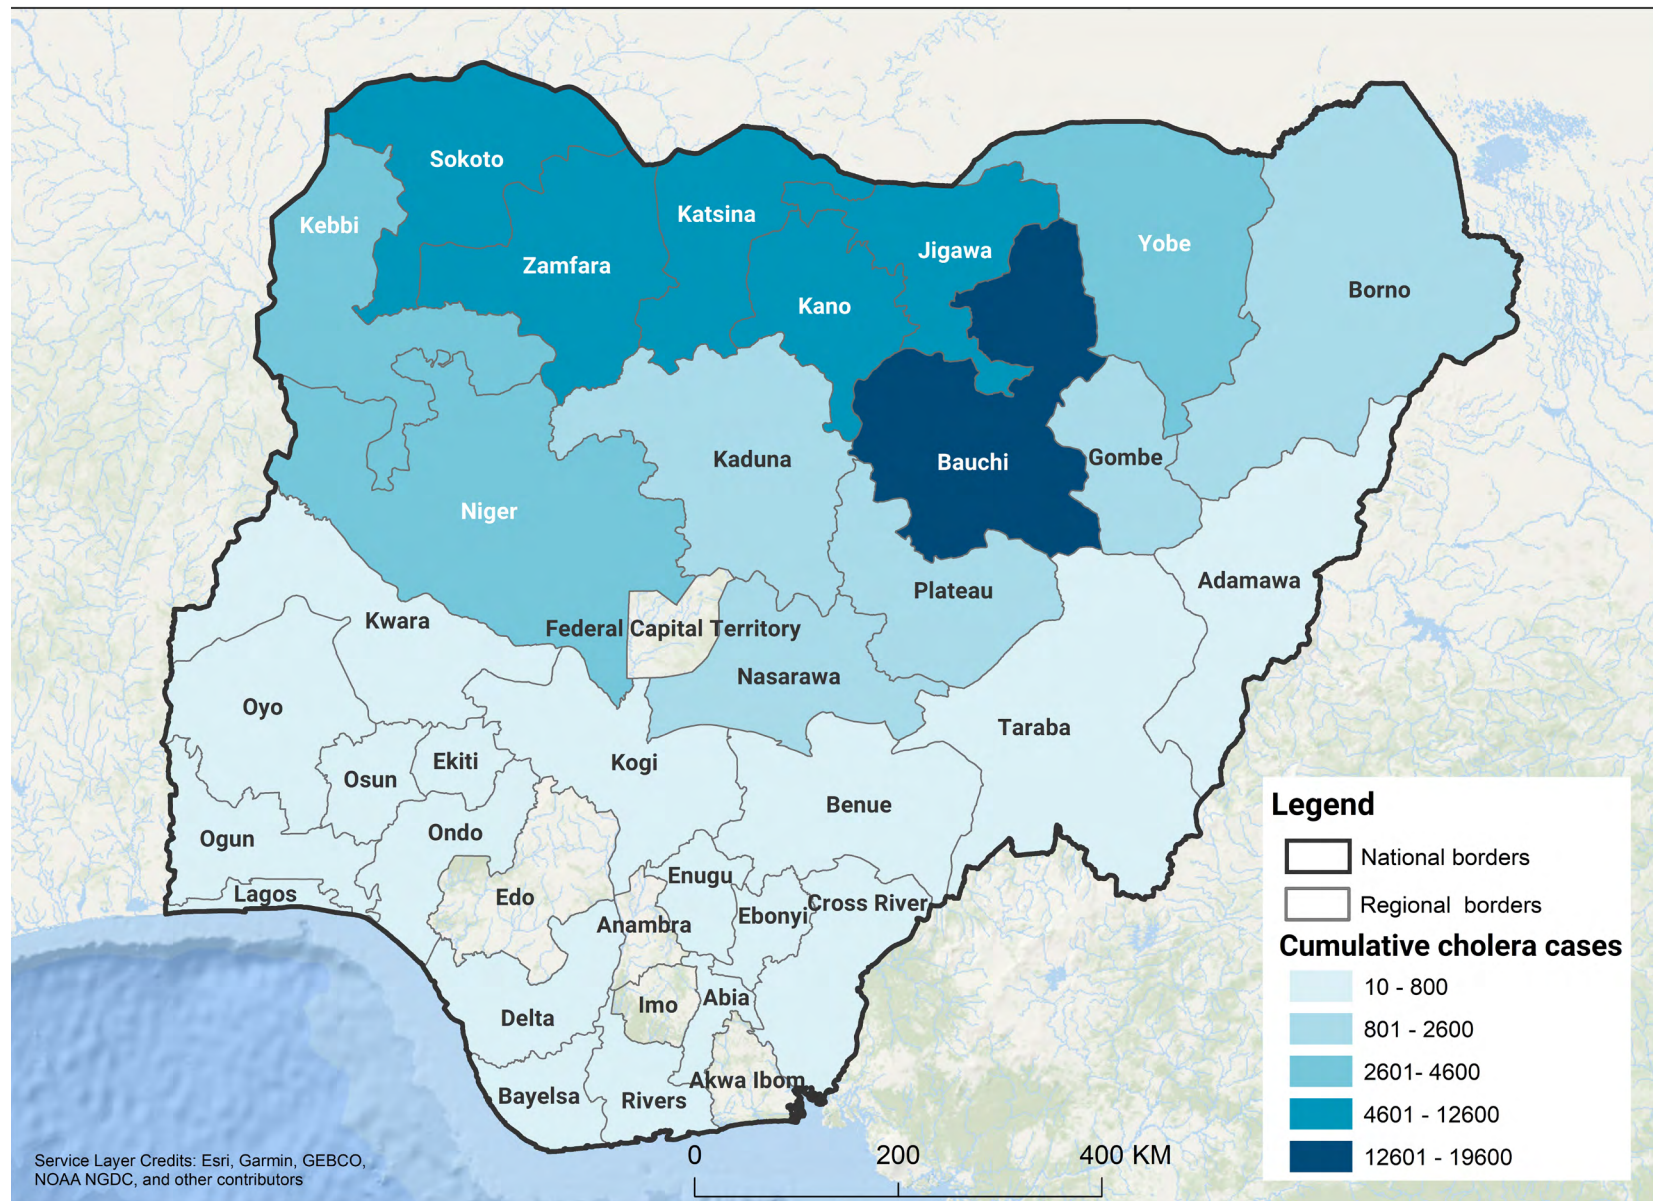 Sokoto
Katsina
Kebbi
Yobe
Jigawa
Zamfara
Borno
Kano
Kaduna
Gombe
Bauchi
Niger
Adamawa
Plateau
Kwara
Federal Capital Territory
Nasarawa
Oyo
Taraba
Ekiti
Kogi
Osun
Benue
Ondo
Ogun
Enugu
Lagos
Edo
Cross River
Ebonyi
Anambra
Abia
Imo
Delta
Akwa Ibom
Bayelsa
Rivers
Legend
National borders
Regional borders
Cumulative cholera cases
10 - 800
801 - 2600
2601- 4600
4601 - 12600
12601 - 19600
0 200 400 KM
Service Layer Credits: Esri, Garmin, GEBCO,
NOAA NGDC, and other contributors